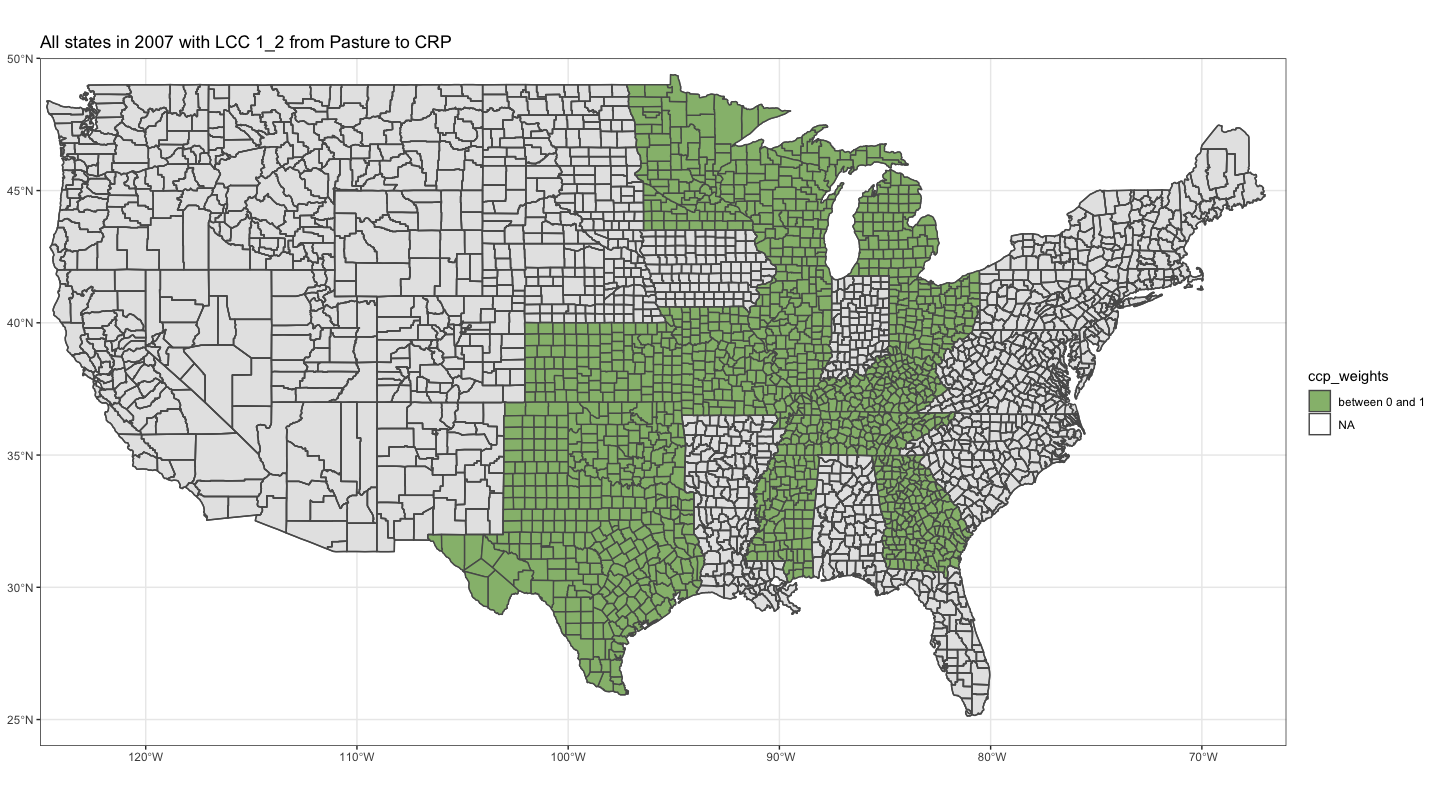 All states in 2007 with LCC 1_2 from Pasture to CRP
50°N
45°N
40°N
35°N
30°N
25°N
120°W
110°W
100°W
90°W
80°W
70°W
ccp_weights
between 0 and 1
NA